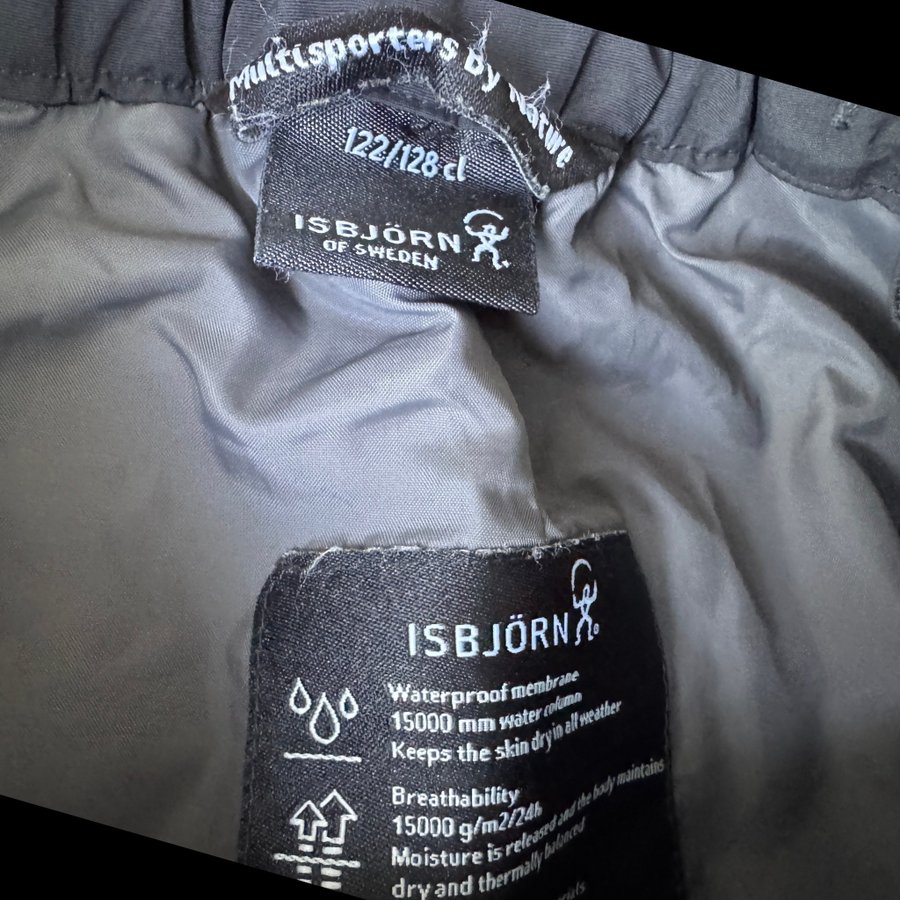 Multisporters By Nature
122/128 cl
ISBJÖRN
OF SWEDEN
ISBJÖRN
Waterproof membrane
15000 mm water column
Keeps the skin dry in all weather
Breathability
15000 g/m2/24h
Moisture is released and the body maintains
dry and thermally balanced